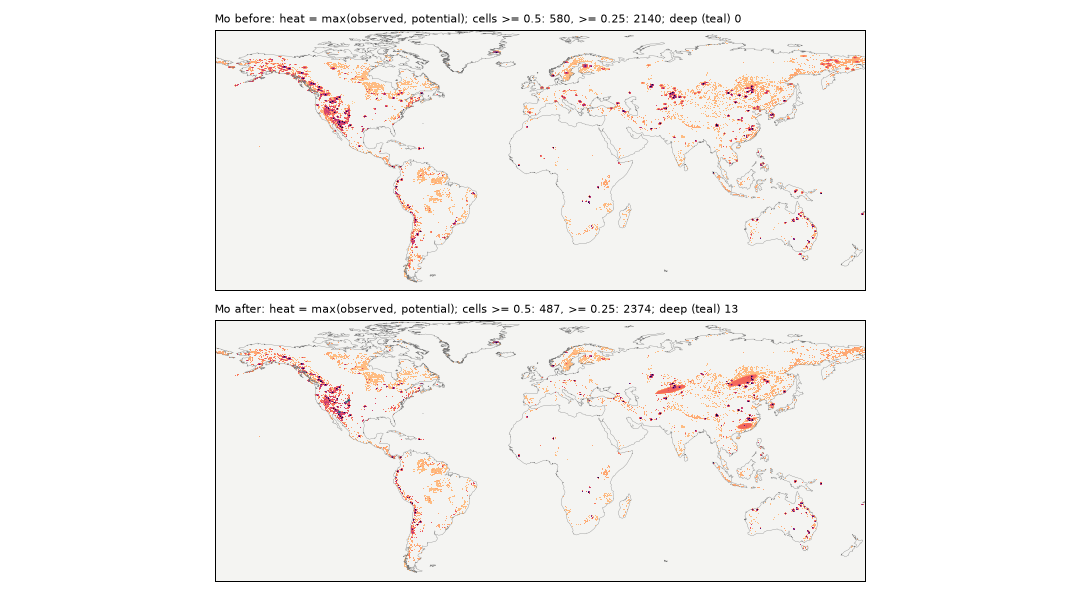 Mo before: heat = max(observed, potential); cells >= 0.5: 580, >= 0.25: 2140; deep (teal) 0
Mo after: heat = max(observed, potential); cells >= 0.5: 487, >= 0.25: 2374; deep (teal) 13